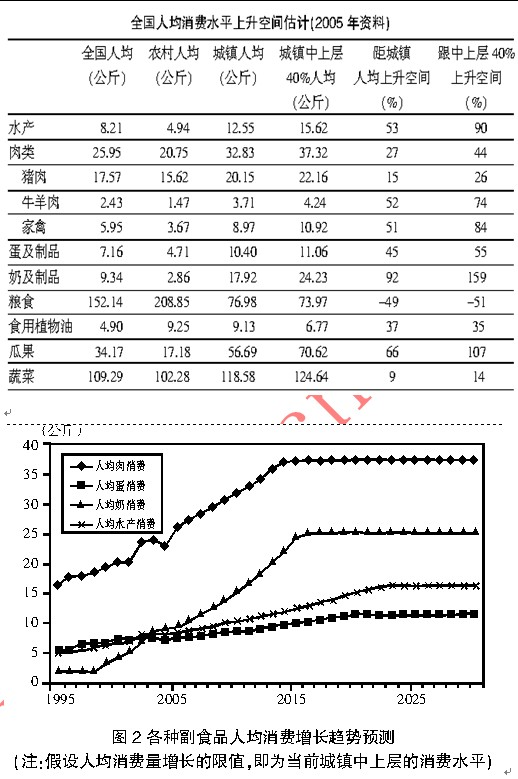 全国人均消费水平上升空间估计(2005年资料)
全国人均 农村人均 城镇人均 城镇中上层 距城镇 跟中上层40%
(公斤) (公斤) (公斤) 40%人均 人均上升空间 上升空间
(公斤) (%) (%)
水产 8.21 4.94 12.55 15.62 53 90
肉类 25.95 20.75 32.83 37.32 27 44
猪肉 17.57 15.62 20.15 22.16 15 26
牛羊肉 2.43 1.47 3.71 4.24 52 74
家禽 5.95 3.67 8.97 10.92 51 84
蛋及制品 7.16 4.71 10.40 11.06 45 55
奶及制品 9.34 2.86 17.92 24.23 92 159
粮食 152.14 208.85 76.98 73.97 -49 -51
食用植物油 4.90 9.25 9.13 6.77 37 35
瓜果 34.17 17.18 56.69 70.62 66 107
蔬菜 109.29 102.28 118.58 124.64 9 14
(公斤)
40
35
30
25
20
15
10
5
0
人均肉消费
人均蛋消费
人均奶消费
人均水产消费
1995 2005 2015 2025
图2各种副食品人均消费增长趋势预测
(注:假设人均消费量增长的限值,即为当前城镇中上层的消费水平)